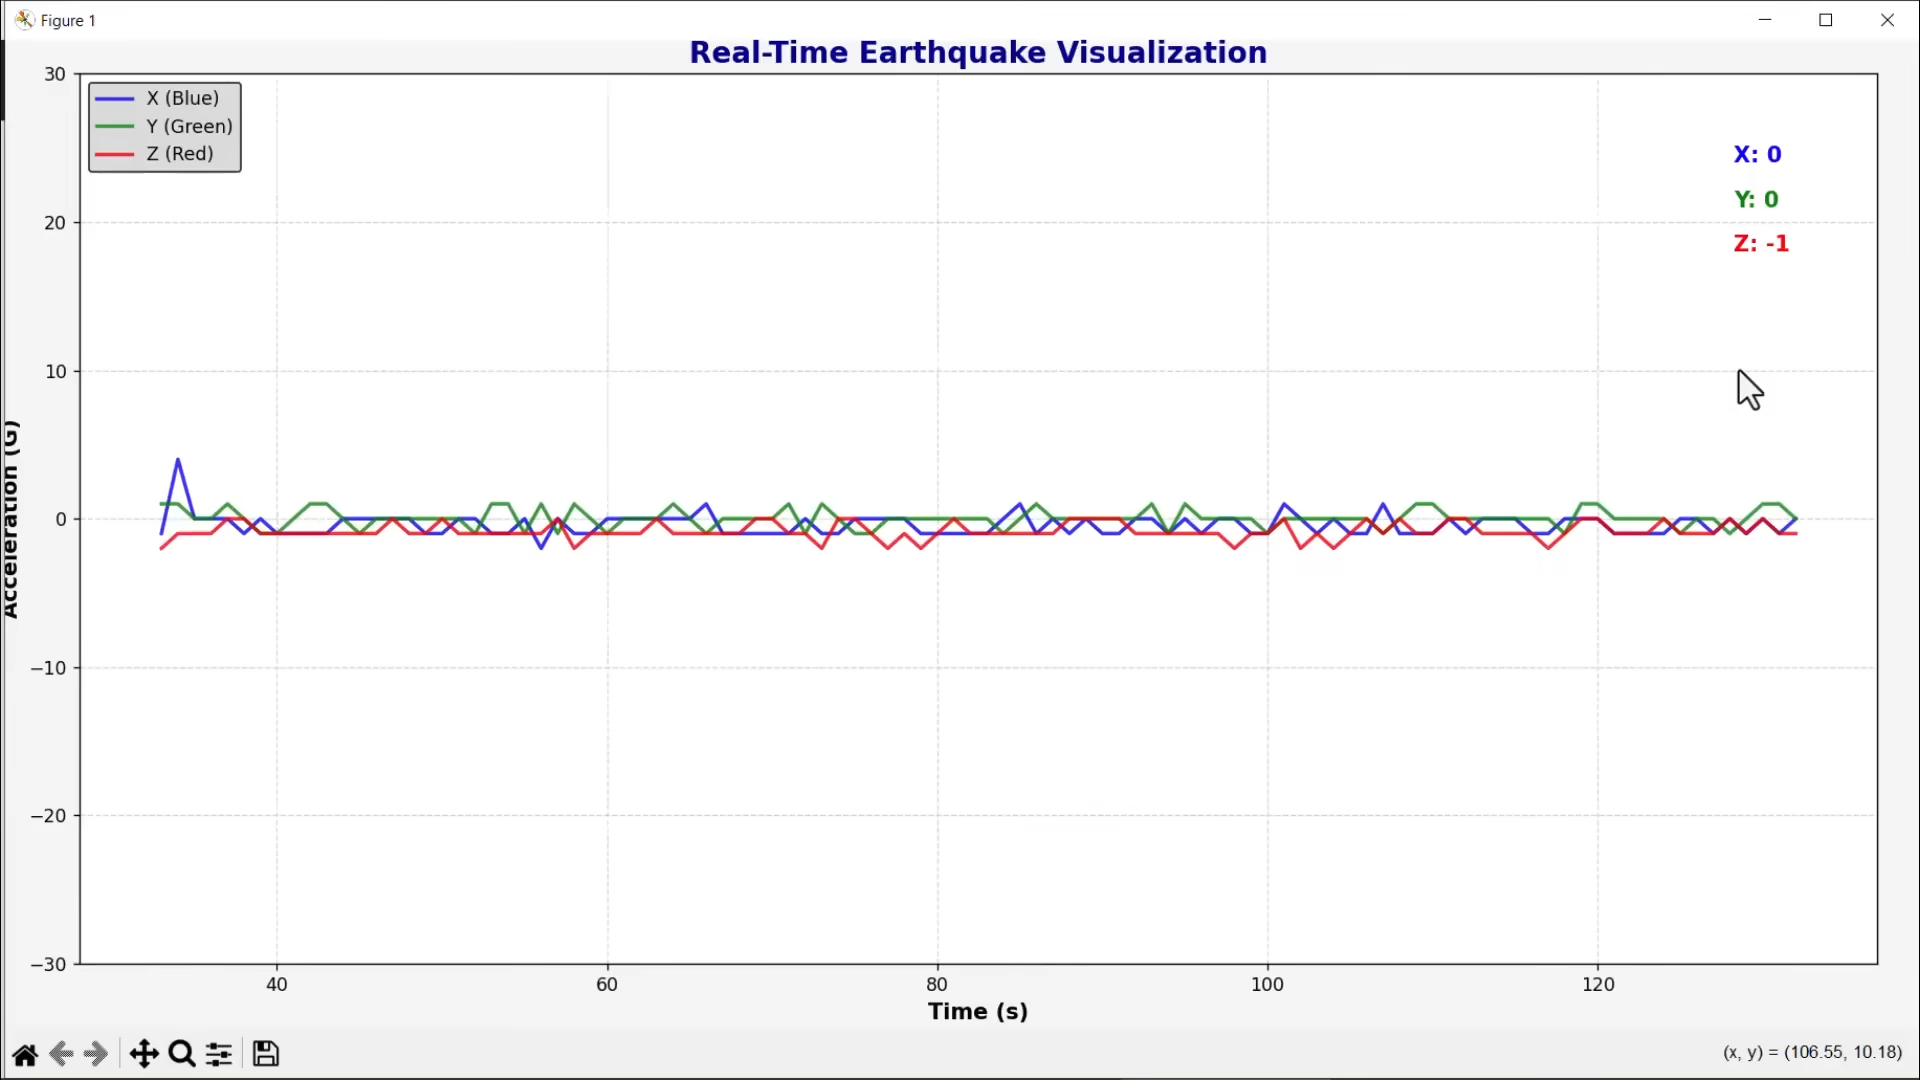 Figure 1
Real-Time Earthquake Visualization
X (Blue)
Y (Green)
Z (Red)
X: 0
Y: 0
Z: -1
30
20
10
0
−10
−20
−30
Acceleration (G)
40 60 80 100 120
Time (s)
(x, y) = (106.55, 10.18)